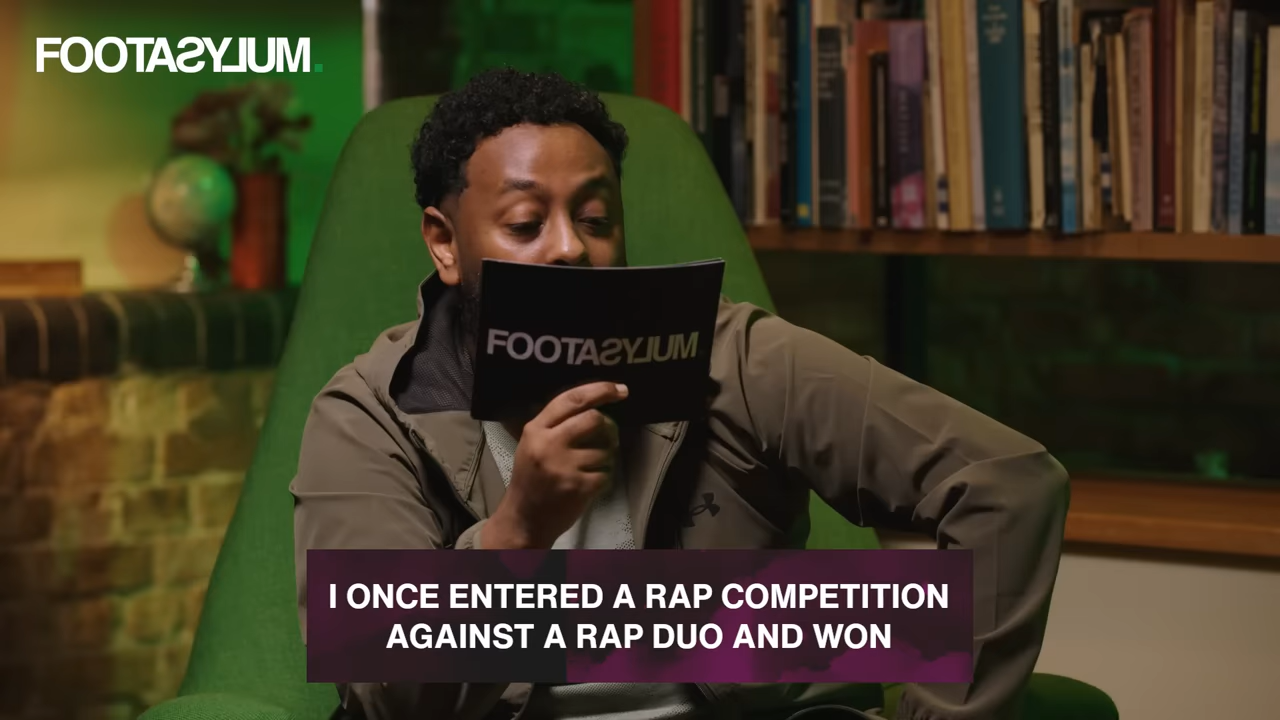 FOOTASYLUM.
FOOTASYLUM
I ONCE ENTERED A RAP COMPETITION
AGAINST A RAP DUO AND WON